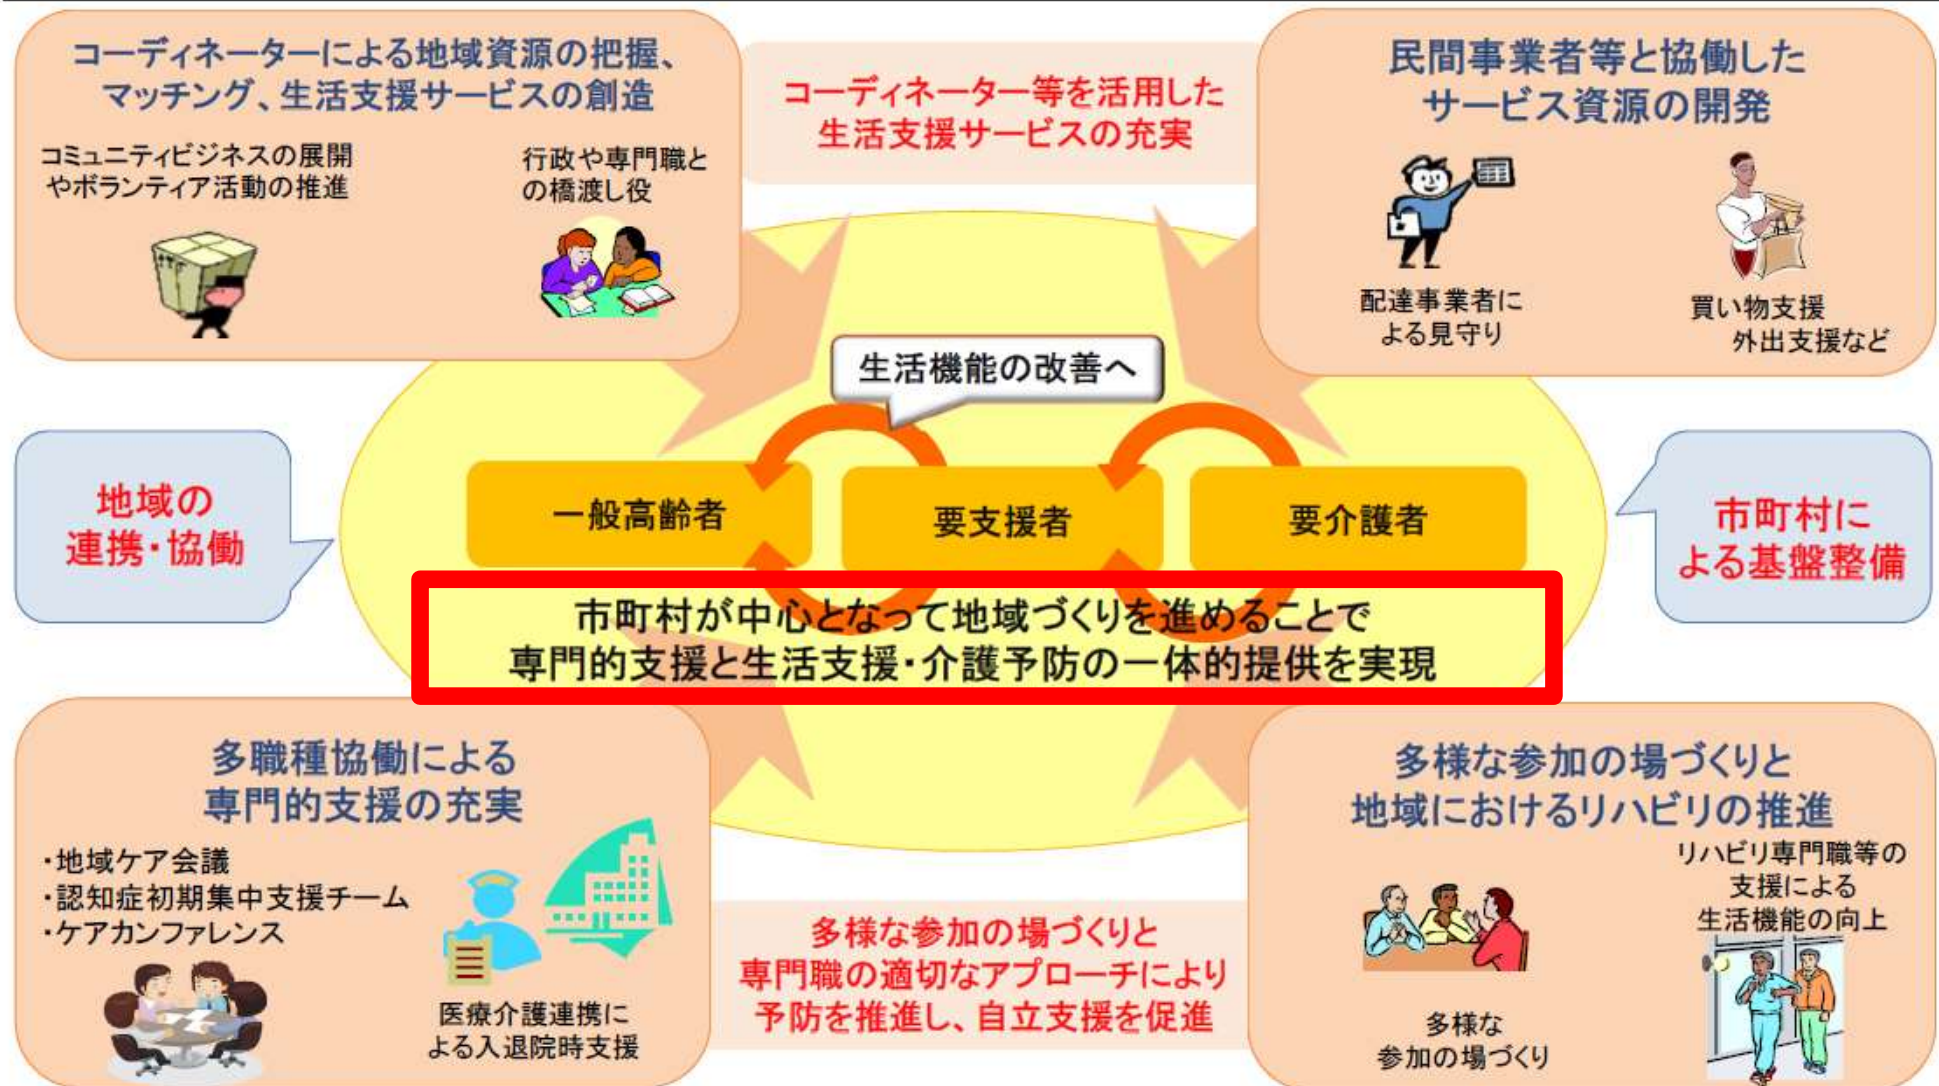 コーディネーターによる地域資源の把握、
マッチング、生活支援サービスの創造
コミュニティビジネスの展開
やボランティア活動の推進
行政や専門職と
の橋渡し役
コーディネーター等を活用した
生活支援サービスの充実
民間事業者等と協働した
サービス資源の開発
配達事業者に
よる見守り
買い物支援
外出支援など
生活機能の改善へ
地域の
連携・協働
一般高齢者
要支援者
要介護者
市町村に
よる基盤整備
市町村が中心となって地域づくりを進めることで
専門的支援と生活支援・介護予防の一体的提供を実現
多職種協働による
専門的支援の充実
・地域ケア会議
・認知症初期集中支援チーム
・ケアカンファレンス
医療介護連携に
よる入退院時支援
多様な参加の場づくりと
専門職の適切なアプローチにより
予防を推進し、自立支援を促進
多様な参加の場づくりと
地域におけるリハビリの推進
リハビリ専門職等の
支援による
生活機能の向上
多様な
参加の場づくり